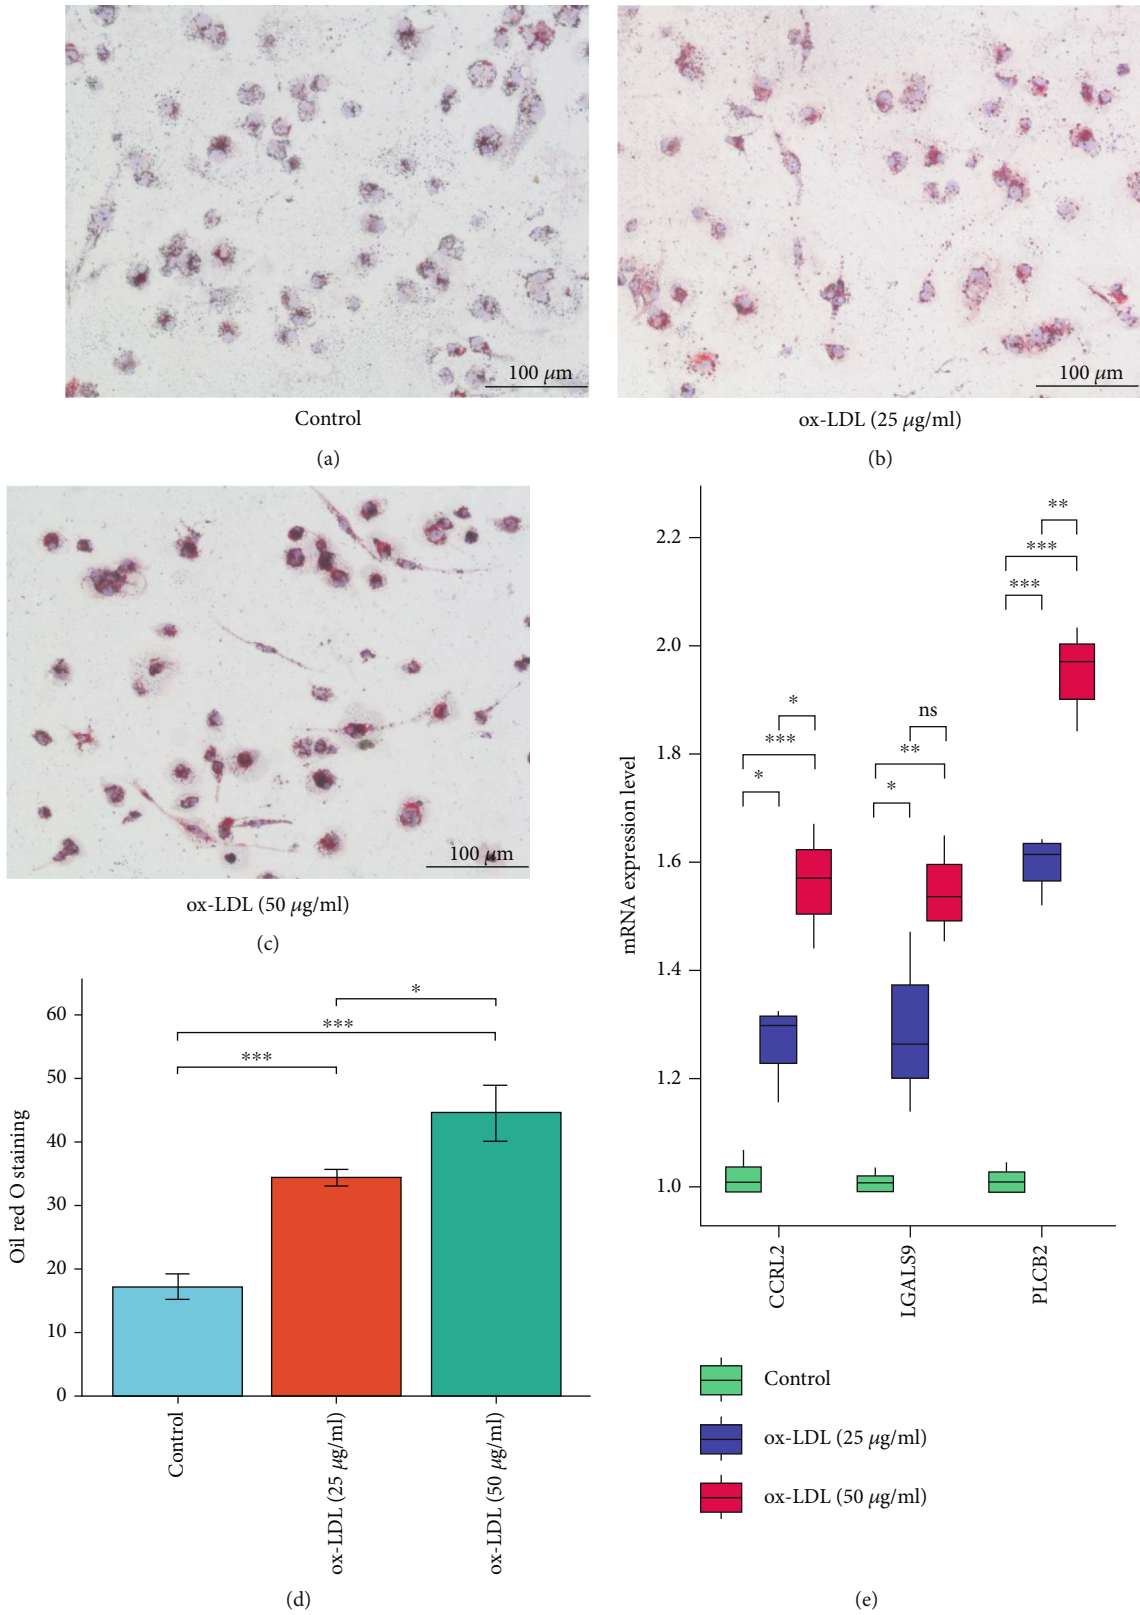 100 μm
Control
(a)
100 μm
ox-LDL (25 μg/ml)
(b)
100 μm
ox-LDL (50 μg/ml)
(c)
60
50
40
30
20
10
0
Oil red O staining
***
***
*
Control
ox-LDL (25 μg/ml)
ox-LDL (50 μg/ml)
(d)
2.2
2.0
1.8
1.6
1.4
1.2
1.0
mRNA expression level
*
***
*
*
**
ns
***
***
**
CCRL2
LGALS9
PLCB2
Control
ox-LDL (25 μg/ml)
ox-LDL (50 μg/ml)
(e)